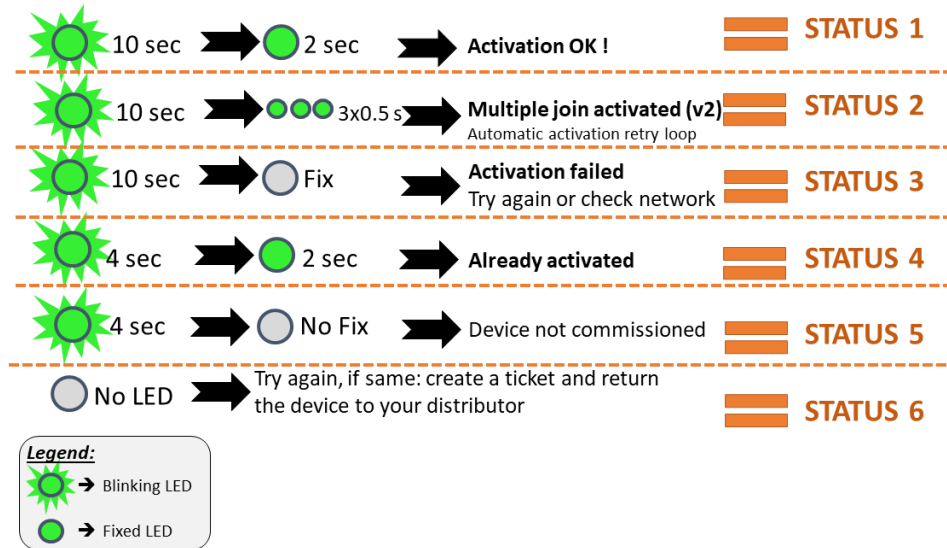 10 sec 2 sec Activation OK ! STATUS 1
10 sec 3x0.5 s Multiple join activated (v2) STATUS 2
Automatic activation retry loop
10 sec Fix Activation failed STATUS 3
Try again or check network
4 sec 2 sec Already activated STATUS 4
4 sec No Fix Device not commissioned STATUS 5
No LED Try again, if same: create a ticket and return STATUS 6
the device to your distributor
Legend:
Blinking LED
Fixed LED